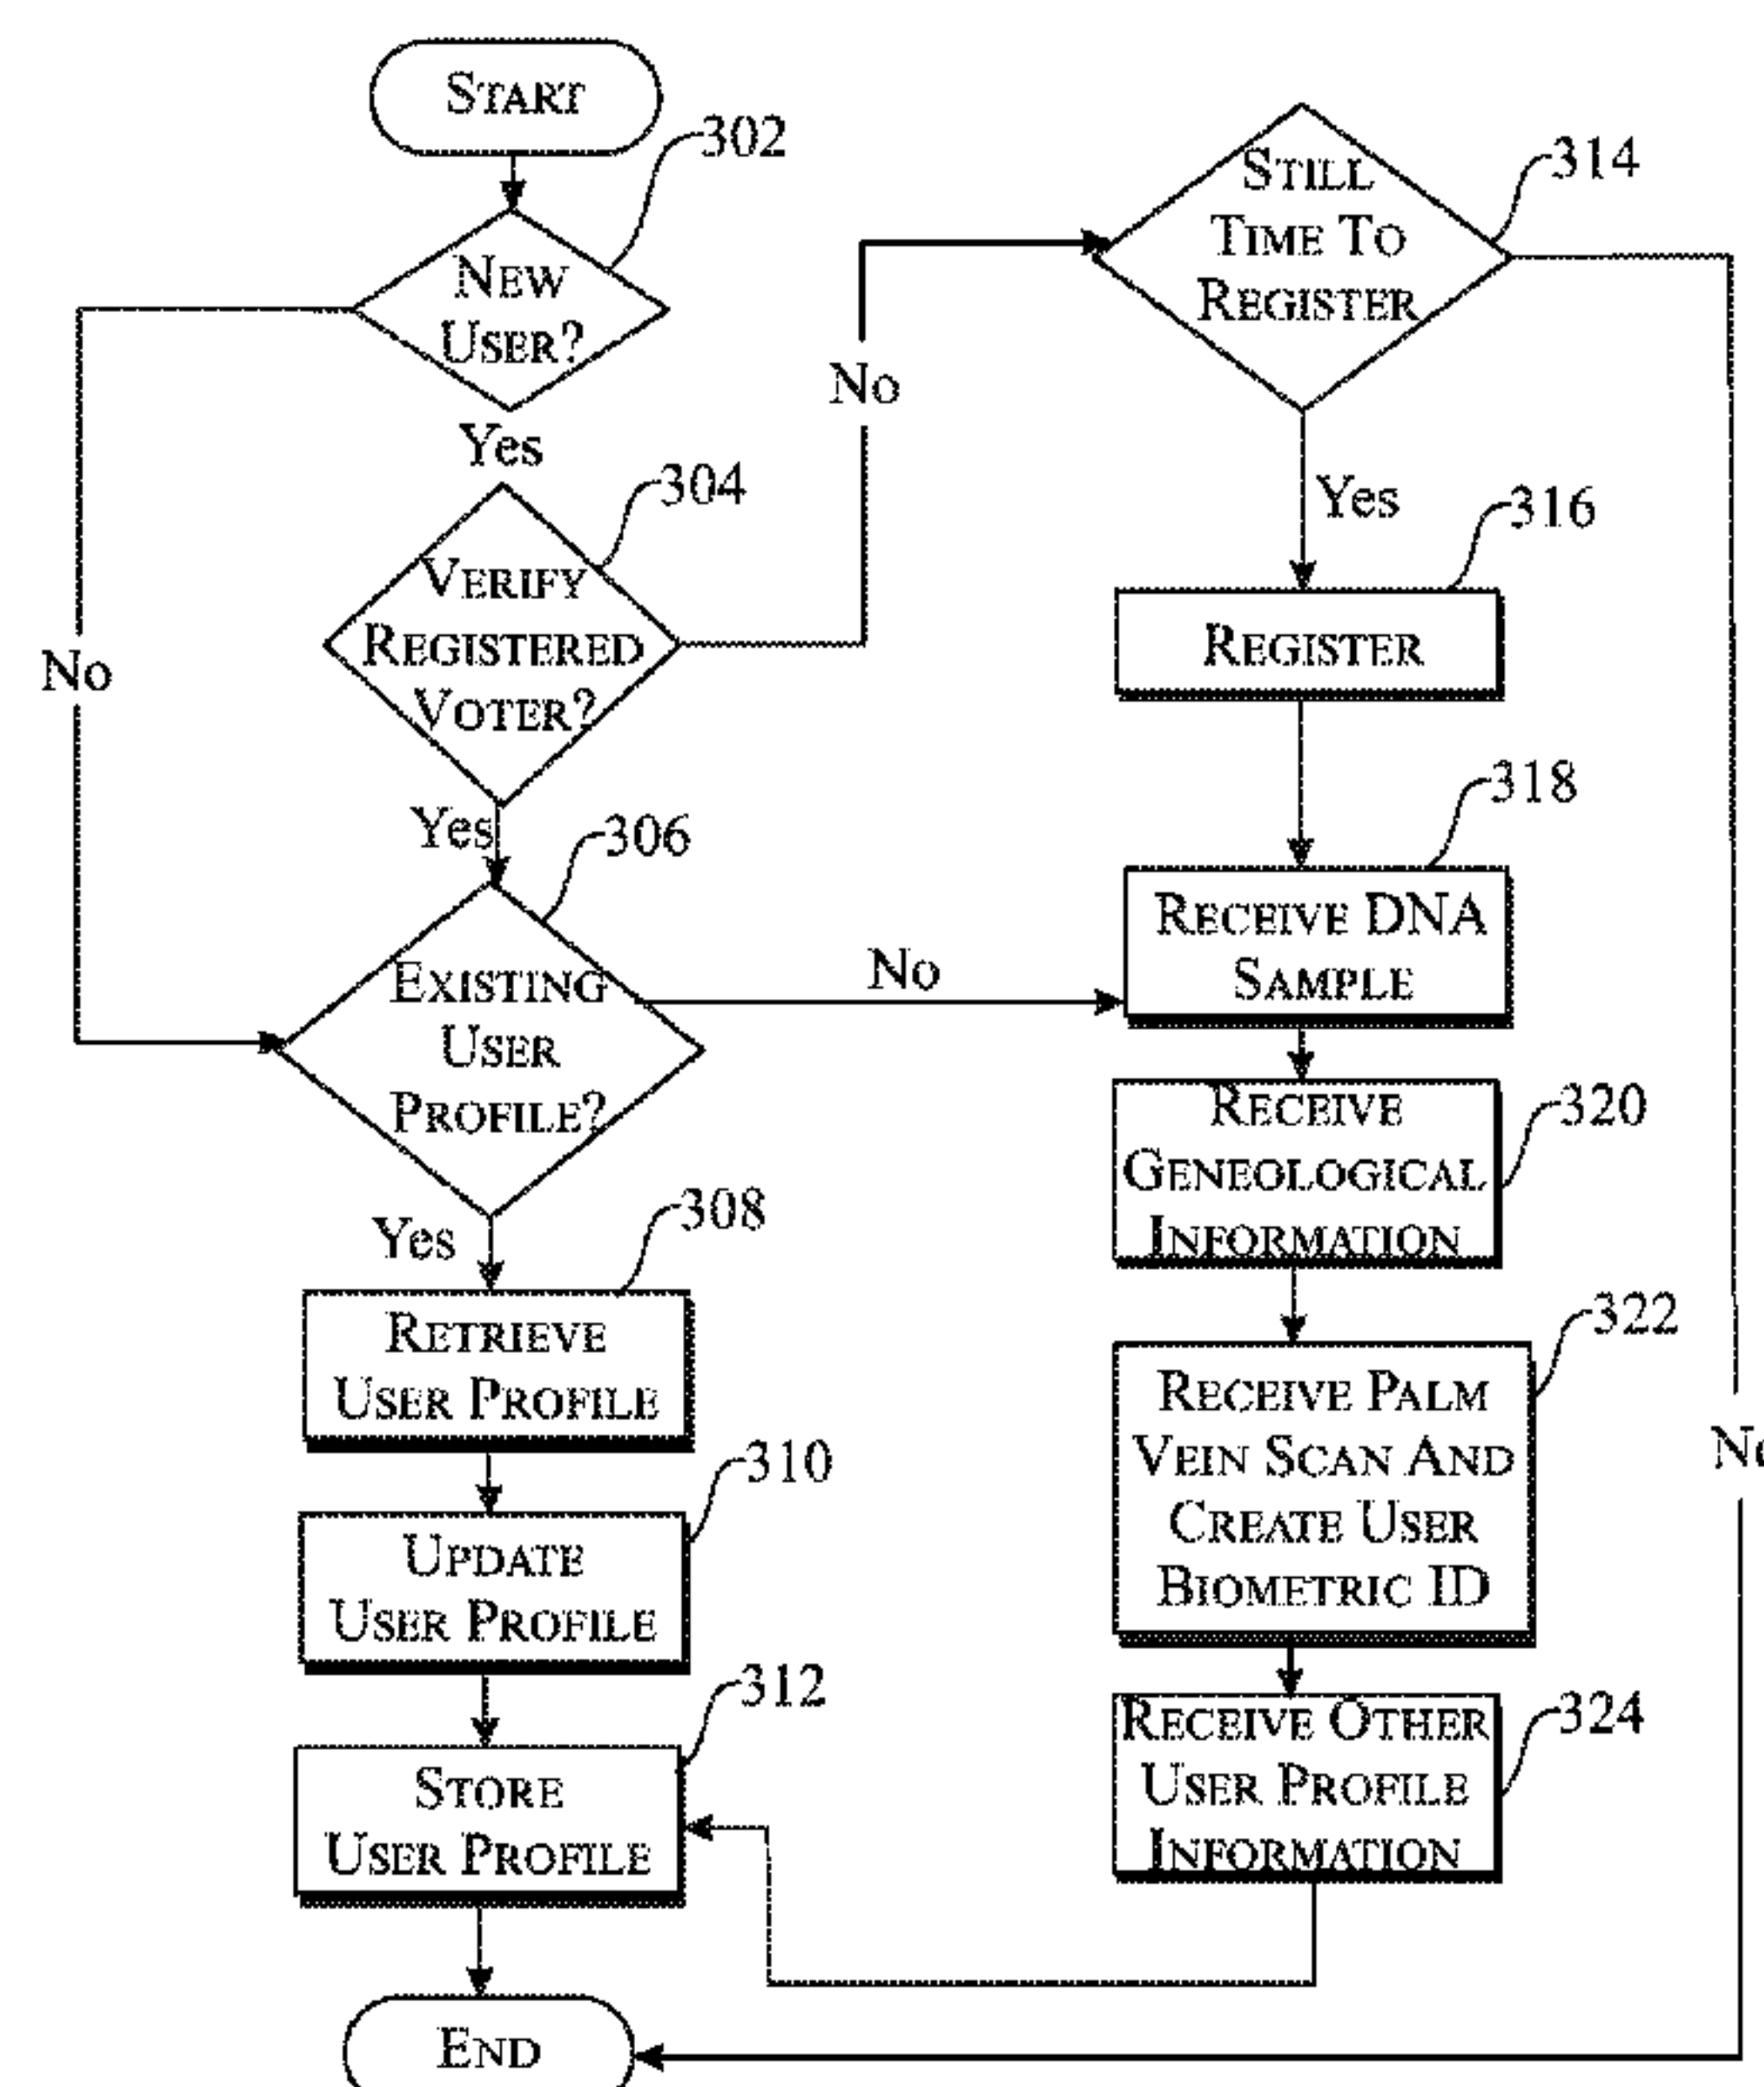 START
302
NEW
USER?
Yes
No
304
VERIFY
REGISTERED
VOTER?
No
Yes
306
EXISTING
USER
PROFILE?
No
Yes
308
RETRIEVE
USER PROFILE
310
UPDATE
USER PROFILE
312
STORE
USER PROFILE
END
314
STILL
TIME TO
REGISTER
Yes
316
REGISTER
318
RECEIVE DNA
SAMPLE
320
RECEIVE
GENEOLOGICAL
INFORMATION
322
RECEIVE PALM
VEIN SCAN AND
CREATE USER
BIOMETRIC ID
324
RECEIVE OTHER
USER PROFILE
INFORMATION
No